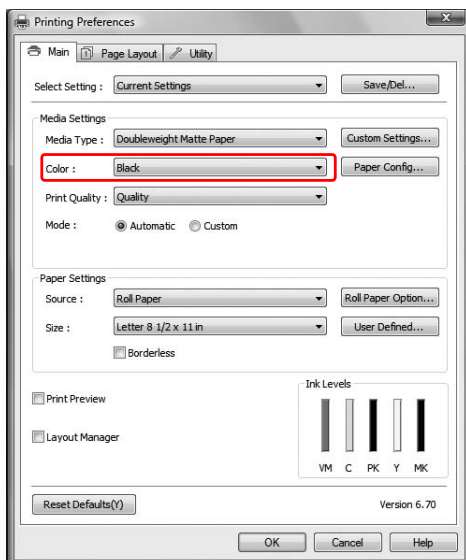 Printing Preferences
Main Page Layout Utility
Select Setting : Current Settings Save/Del...
Media Settings
Media Type : Doubleweight Matte Paper Custom Settings...
Color : Black Paper Config...
Print Quality : Quality
Mode : Automatic Custom
Paper Settings
Source : Roll Paper Roll Paper Option...
Size : Letter 8 1/2 x 11 in User Defined...
Borderless
Print Preview
Layout Manager
Ink Levels
VM C PK Y MK
Reset Defaults(Y) Version 6.70
OK Cancel Help